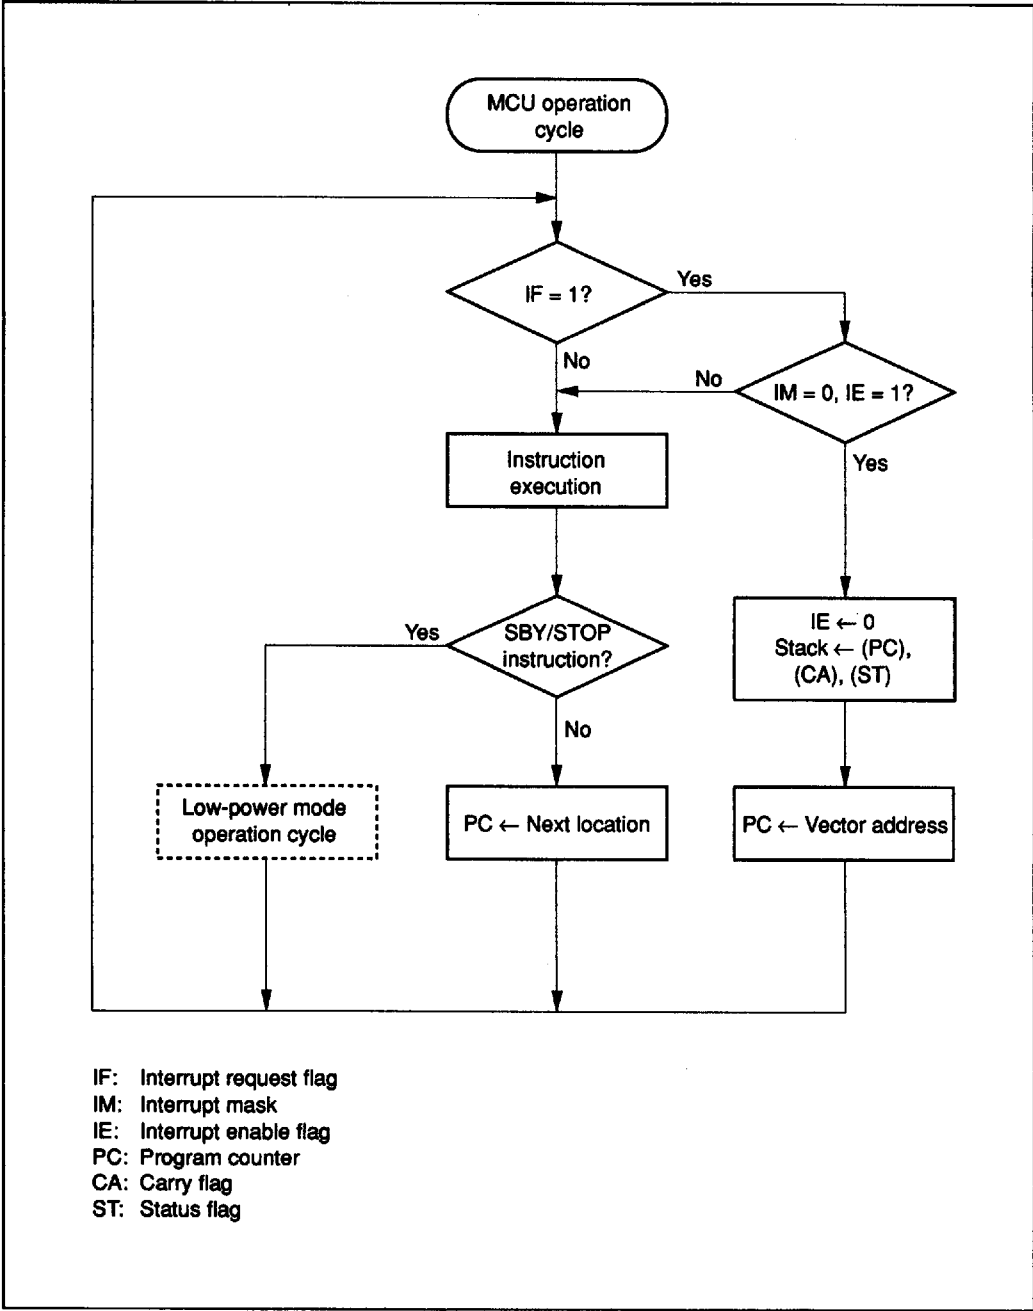 MCU operation
cycle
IF = 1?
Yes
No
IM = 0, IE = 1?
No
Yes
Instruction
execution
SBY/STOP
instruction?
Yes
No
IE ← 0
Stack ← (PC),
(CA), (ST)
Low-power mode
operation cycle
PC ← Next location
PC ← Vector address
IF: Interrupt request flag
IM: Interrupt mask
IE: Interrupt enable flag
PC: Program counter
CA: Carry flag
ST: Status flag